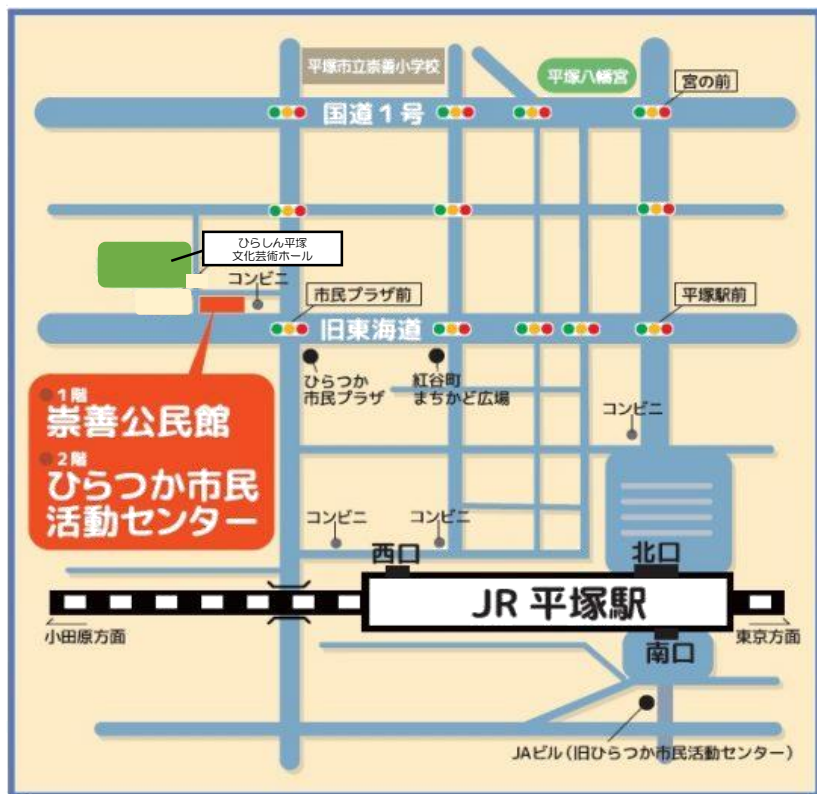 平塚市立崇善小学校
平塚八幡宮
宮の前
国道1号
ひらしん平塚
文化芸術ホール
コンビニ
市民プラザ前
平塚駅前
旧東海道
ひらつか
市民プラザ
紅谷町
まちかど広場
1階
崇善公民館
2階
ひらつか市民
活動センター
コンビニ
コンビニ
コンビニ
西口
北口
JR 平塚駅
小田原方面
東京方面
南口
JAビル(旧ひらつか市民活動センター)